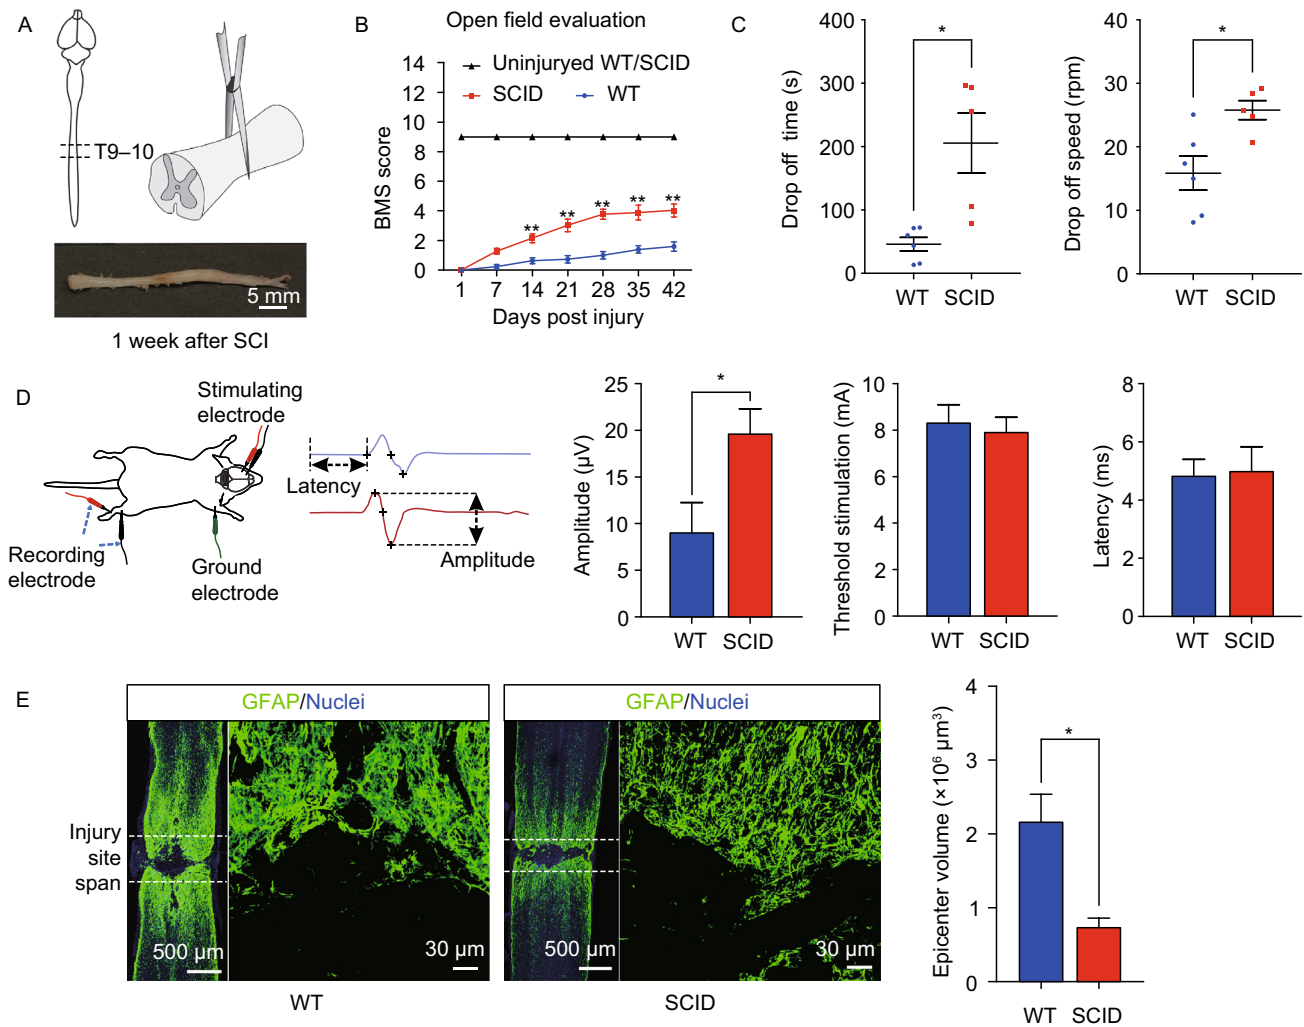 A
T9–10
5 mm
1 week after SCI
B
Open field evaluation
BMS score
14
12
10
8
6
4
2
0
Uninjuryed WT/SCID
SCID
WT
**
**
**
**
**
1
7
14
21
28
35
42
Days post injury
C
Drop off time (s)
400
300
200
100
0
*
WT
SCID
Drop off speed (rpm)
40
30
20
10
0
*
WT
SCID
D
Stimulating
electrode
Recording
electrode
Ground
electrode
Latency
Amplitude
Amplitude (µV)
25
20
15
10
5
0
*
WT
SCID
Threshold stimulation (mA)
10
8
6
4
2
0
WT
SCID
Latency (ms)
8
6
4
2
0
WT
SCID
E
GFAP/Nuclei
Injury
site
span
500 µm
30 µm
WT
GFAP/Nuclei
500 µm
30 µm
SCID
Epicenter volume (×10⁶ µm³)
4
3
2
1
0
*
WT
SCID